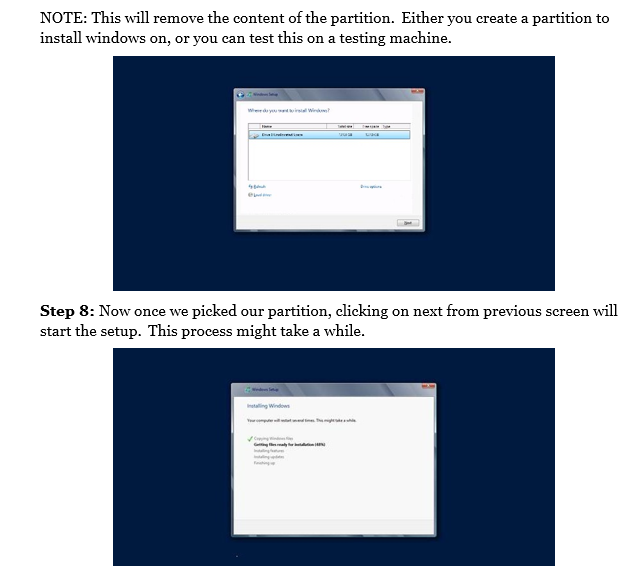 NOTE: This will remove the content of the partition.  Either you create a partition to
install windows on, or you can test this on a testing machine.
Windows Setup
Where do you want to install Windows?
Name Total size Free space Type
Drive 0 Unallocated Space
Refresh Drive options
Load driver
Next
Step 8: Now once we picked our partition, clicking on next from previous screen will
start the setup.  This process might take a while.
Windows Setup
Installing Windows
Your computer will restart several times. This might take a while.
Copying Windows files
Getting files ready for installation (48%)
Installing features
Installing updates
Finishing up